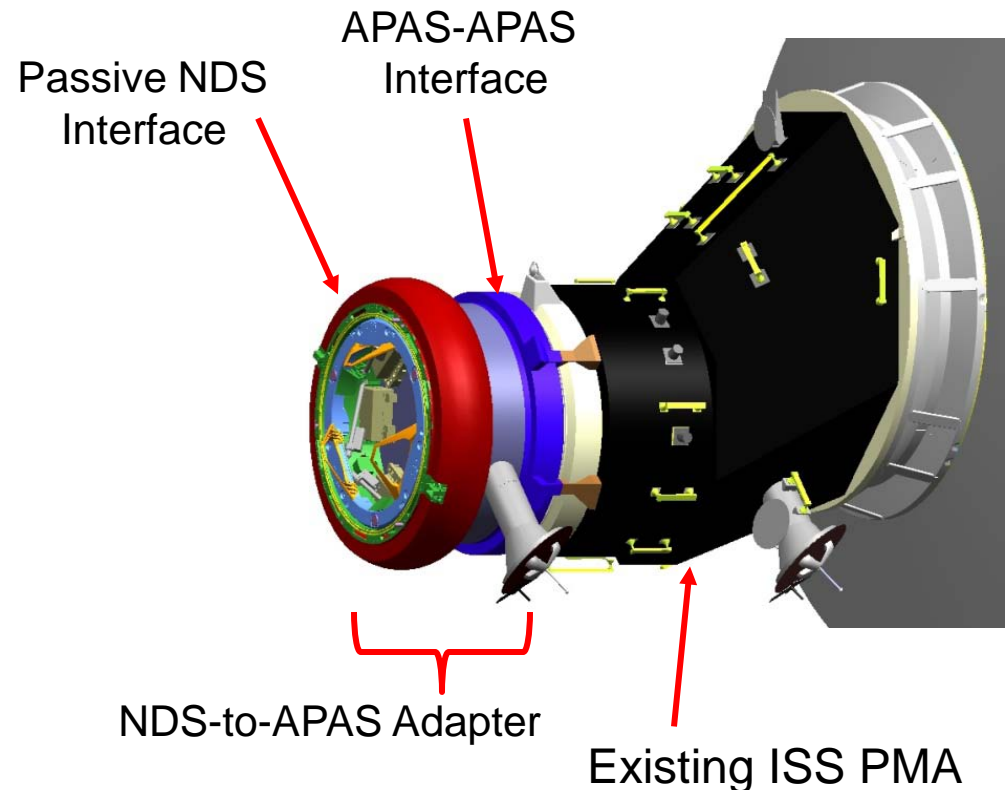 APAS-APAS
Interface
Passive NDS
Interface
NDS-to-APAS Adapter
Existing ISS PMA